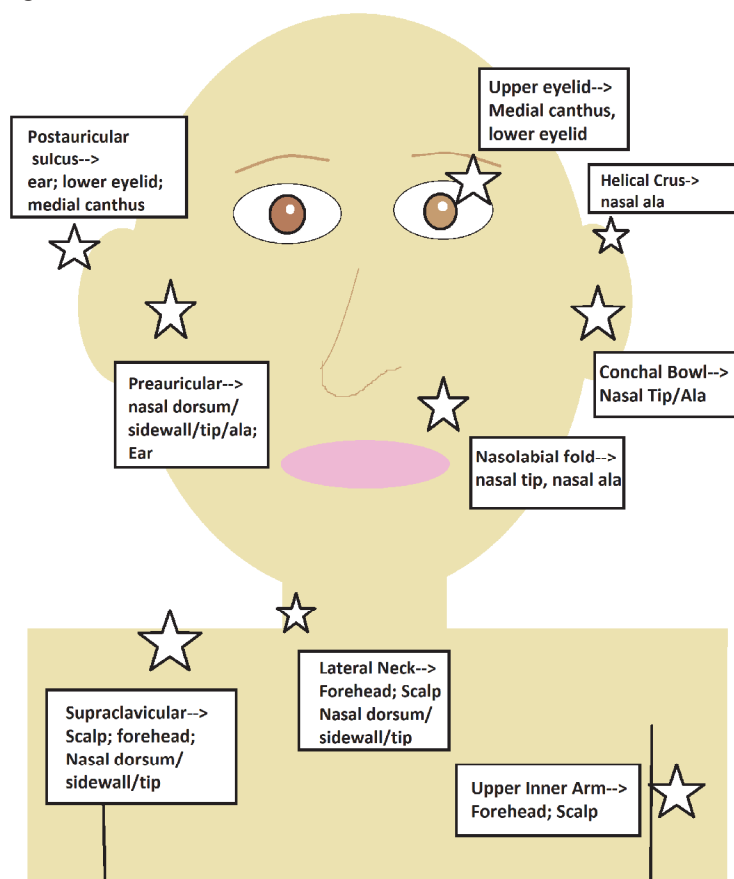 Upper eyelid-->
Medial canthus,
lower eyelid
Postauricular
sulcus-->
ear; lower eyelid;
medial canthus
Helical Crus->
nasal ala
Preauricular-->
nasal dorsum/
sidewall/tip/ala;
Ear
Conchal Bowl-->
Nasal Tip/Ala
Nasolabial fold-->
nasal tip, nasal ala
Lateral Neck-->
Forehead; Scalp
Nasal dorsum/
sidewall/tip
Supraclavicular-->
Scalp; forehead;
Nasal dorsum/
sidewall/tip
Upper Inner Arm-->
Forehead; Scalp